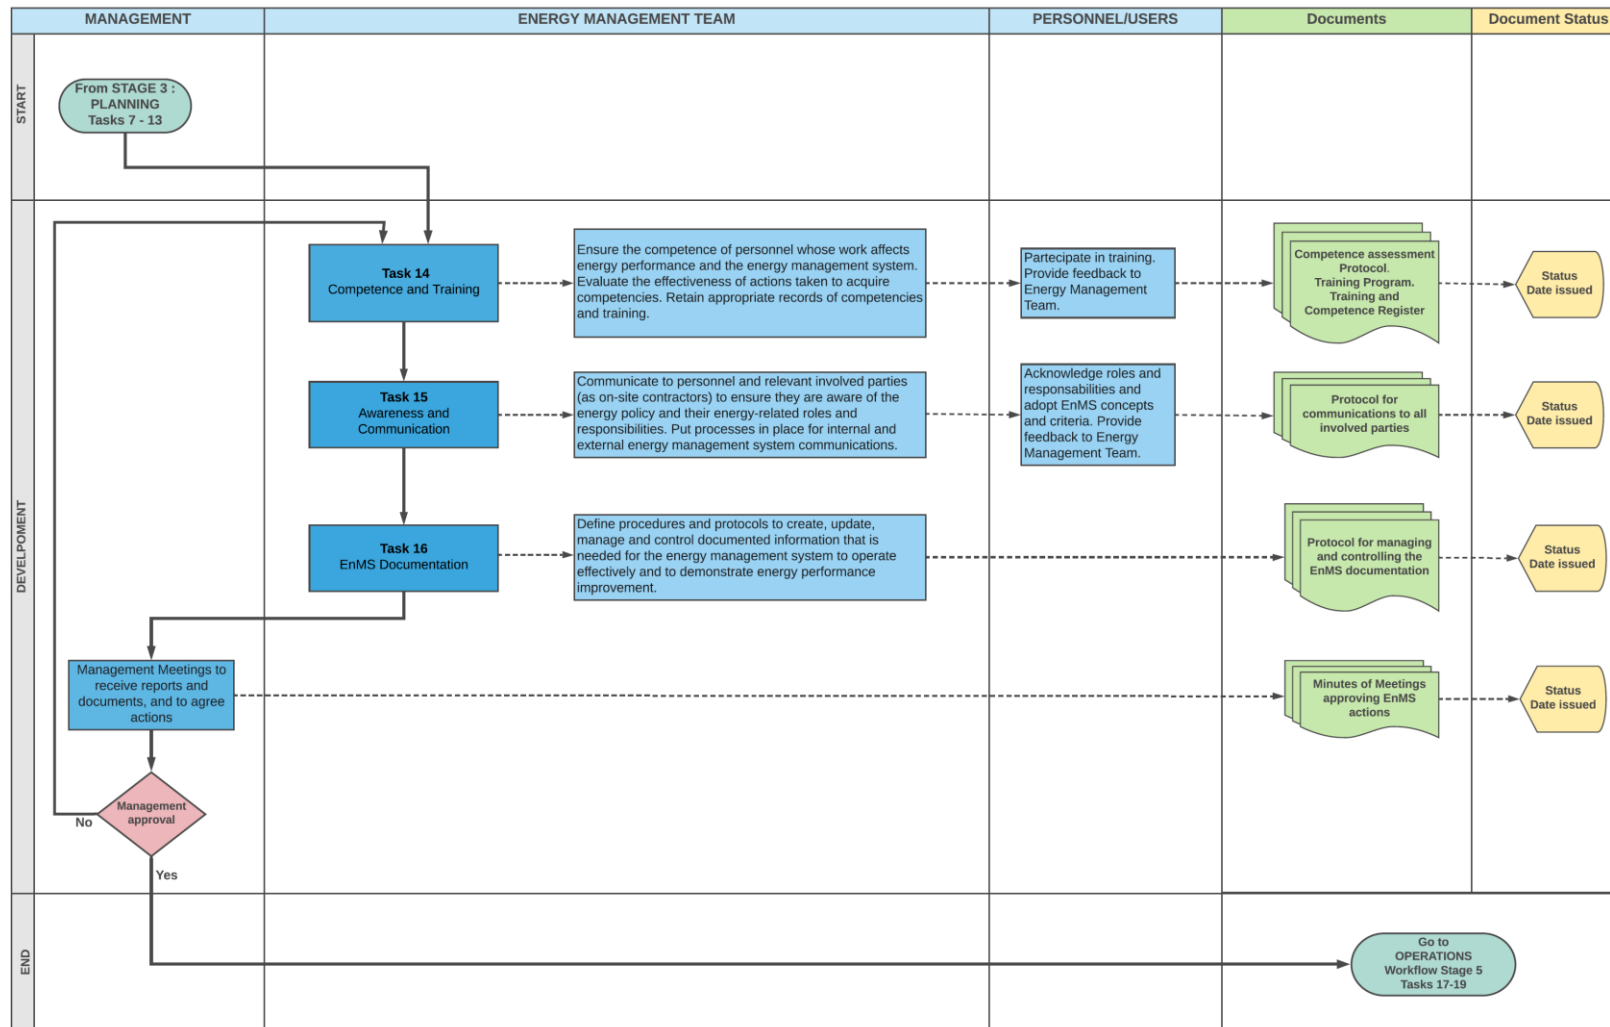 MANAGEMENT
ENERGY MANAGEMENT TEAM
PERSONNEL/USERS
Documents
Document Status
START
From STAGE 3 :
PLANNING
Tasks 7 - 13
DEVELPOMENT
Task 14
Competence and Training
Ensure the competence of personnel whose work affects
energy performance and the energy management system.
Evaluate the effectiveness of actions taken to acquire
competencies. Retain appropriate records of competencies
and training.
Partecipate in training.
Provide feedback to
Energy Management
Team.
Competence assessment
Protocol.
Training Program.
Training and
Competence Register
Status
Date issued
Task 15
Awareness and
Communication
Communicate to personnel and relevant involved parties
(as on-site contractors) to ensure they are aware of the
energy policy and their energy-related roles and
responsibilities. Put processes in place for internal and
external energy management system communications.
Acknowledge roles and
responsabilities and
adopt EnMS concepts
and criteria. Provide
feedback to Energy
Management Team.
Protocol for
communications to all
involved parties
Status
Date issued
Task 16
EnMS Documentation
Define procedures and protocols to create, update,
manage and control documented information that is
needed for the energy management system to operate
effectively and to demonstrate energy performance
improvement.
Protocol for managing
and controlling the
EnMS documentation
Status
Date issued
Management Meetings to
receive reports and
documents, and to agree
actions
Minutes of Meetings
approving EnMS
actions
Status
Date issued
Management
approval
No
Yes
END
Go to
OPERATIONS
Workflow Stage 5
Tasks 17-19